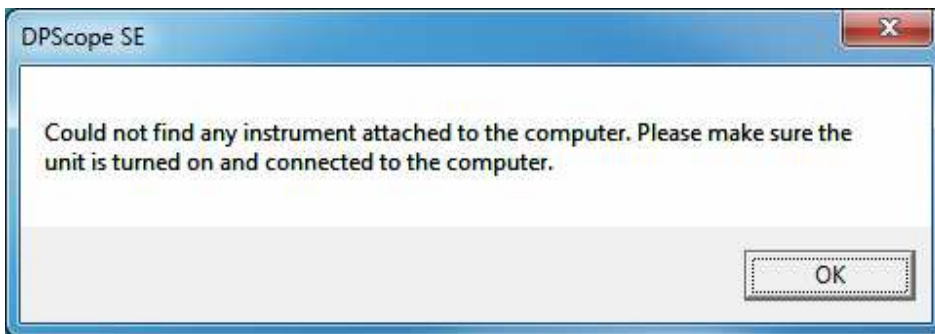 DPScope SE
Could not find any instrument attached to the computer. Please make sure the
unit is turned on and connected to the computer.
OK